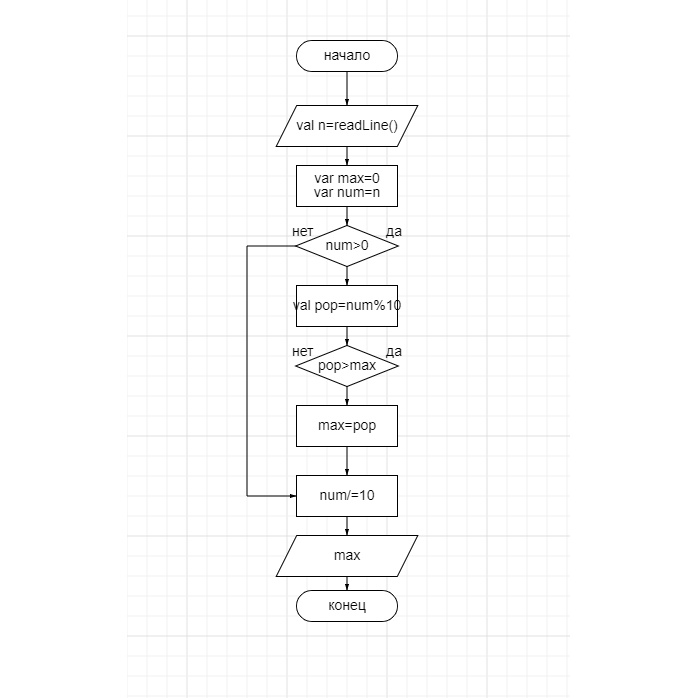 начало
val n=readLine()
var max=0
var num=n
нет
да
num>0
val pop=num%10
нет
да
pop>max
max=pop
num/=10
max
конец